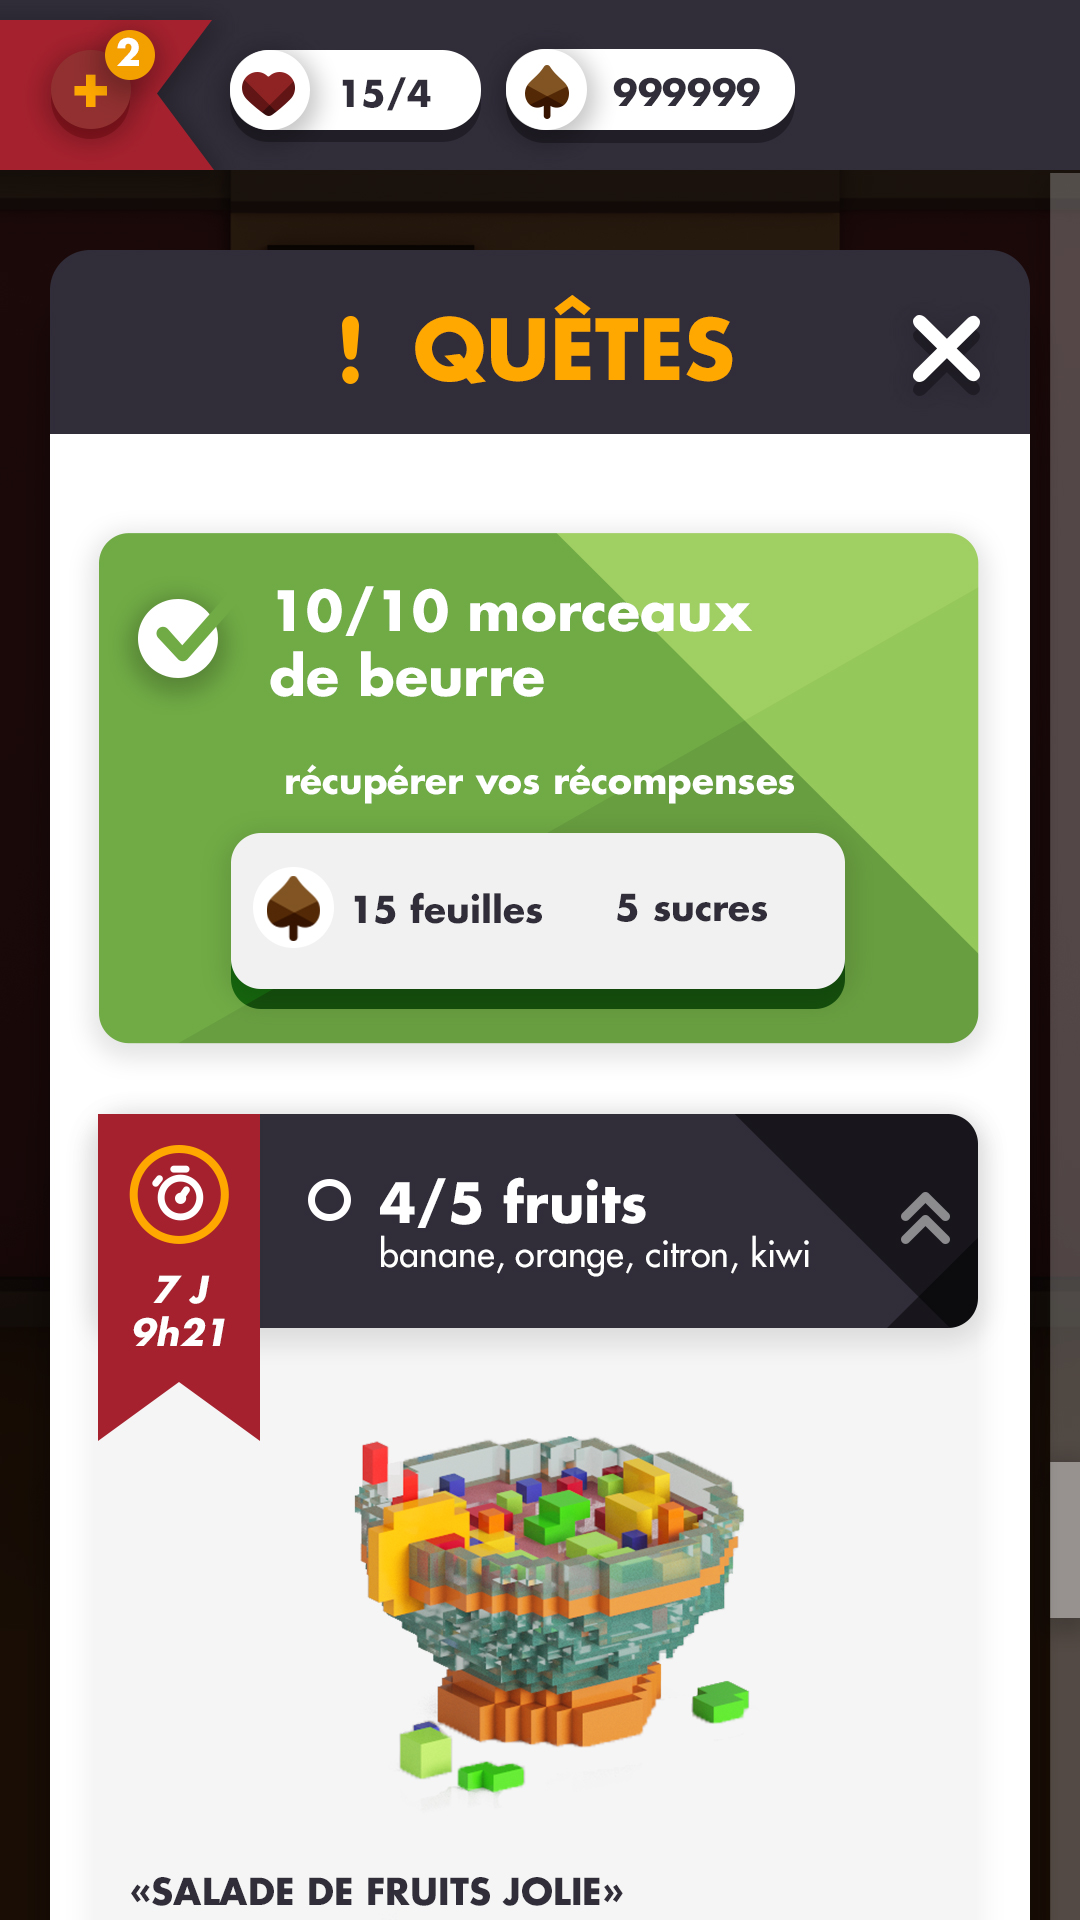 2
15/4
999999
! QUÊTES
10/10 morceaux
de beurre
récupérer vos récompenses
15 feuilles
5 sucres
7 J
9h21
4/5 fruits
banane, orange, citron, kiwi
«SALADE DE FRUITS JOLIE»